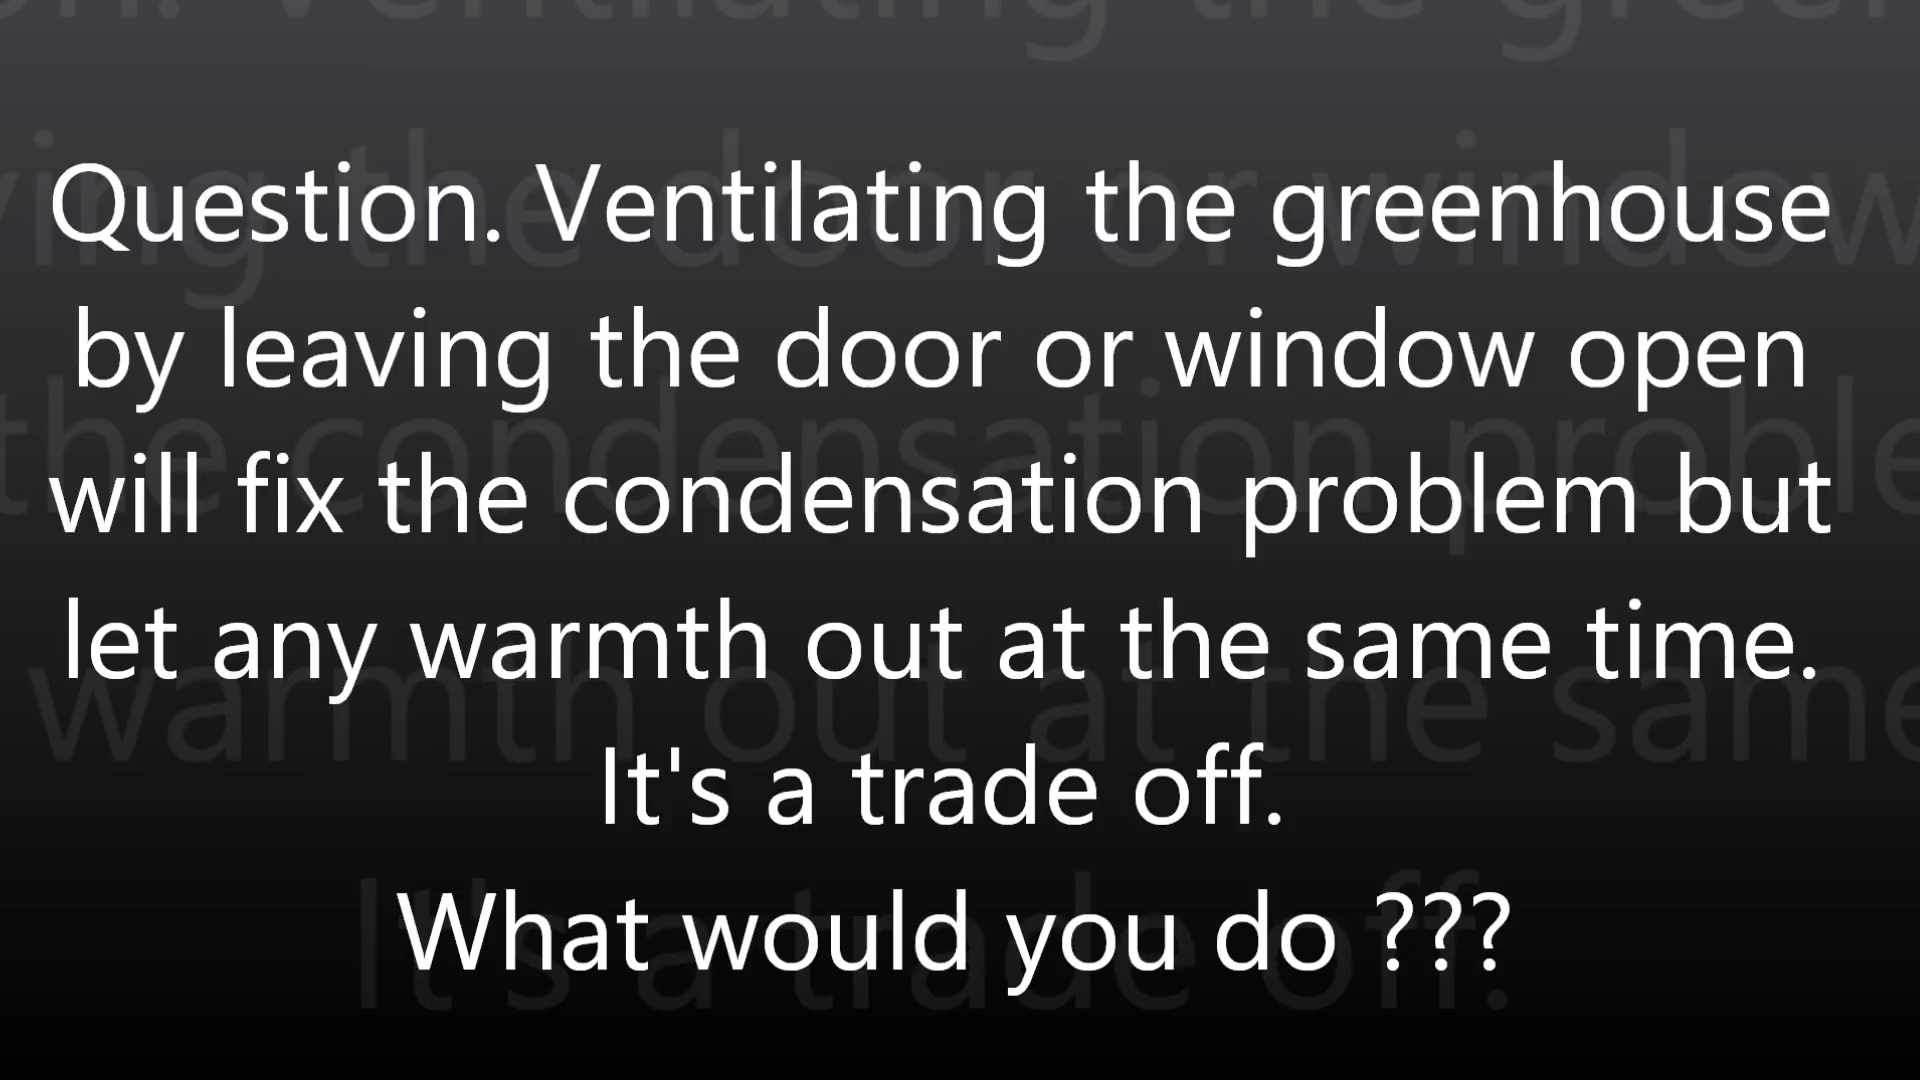 Question. Ventilating the greenhouse
by leaving the door or window open
will fix the condensation problem but
let any warmth out at the same time.
It's a trade off.
What would you do ???